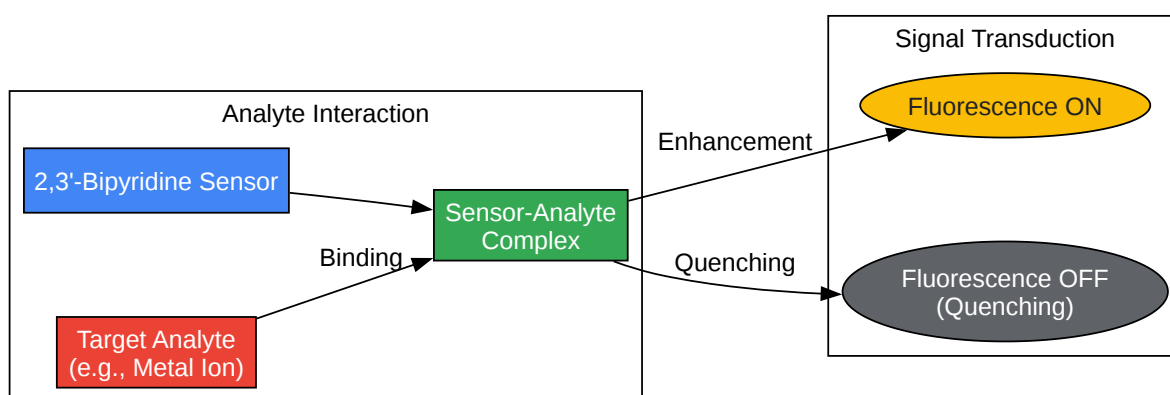 Signal Transduction
Fluorescence ON
Analyte Interaction
Enhancement
2,3'-Bipyridine Sensor
Sensor-Analyte
Complex
Binding
Quenching
Fluorescence OFF
(Quenching)
Target Analyte
(e.g., Metal Ion)